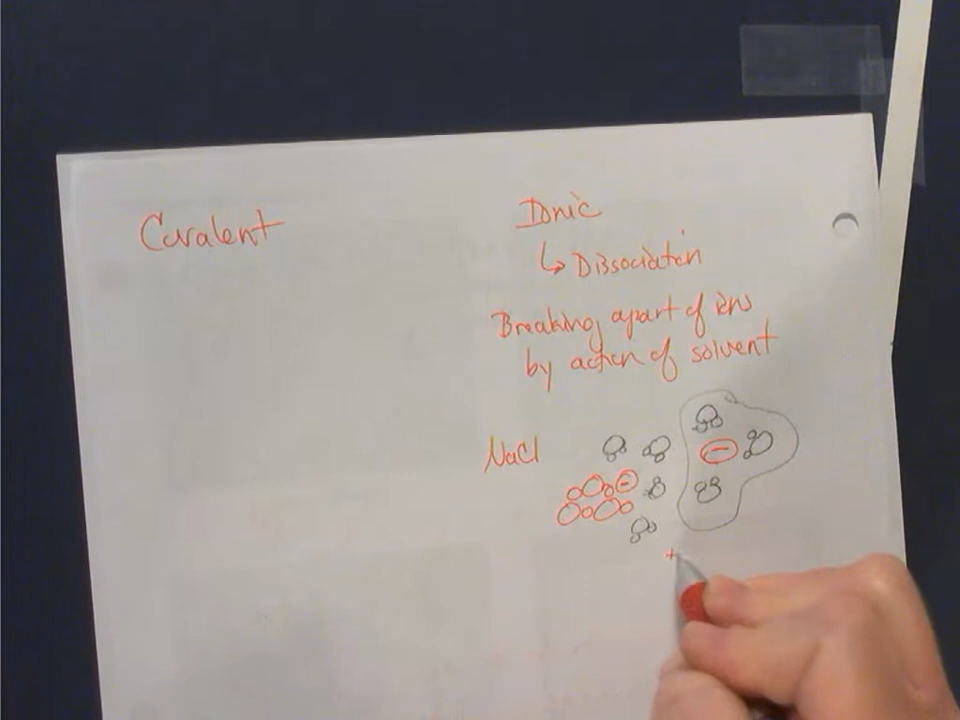 Covalent
Ionic
↳ Dissociation
Breaking apart of ions
by action of solvent
NaCl
−
−
+